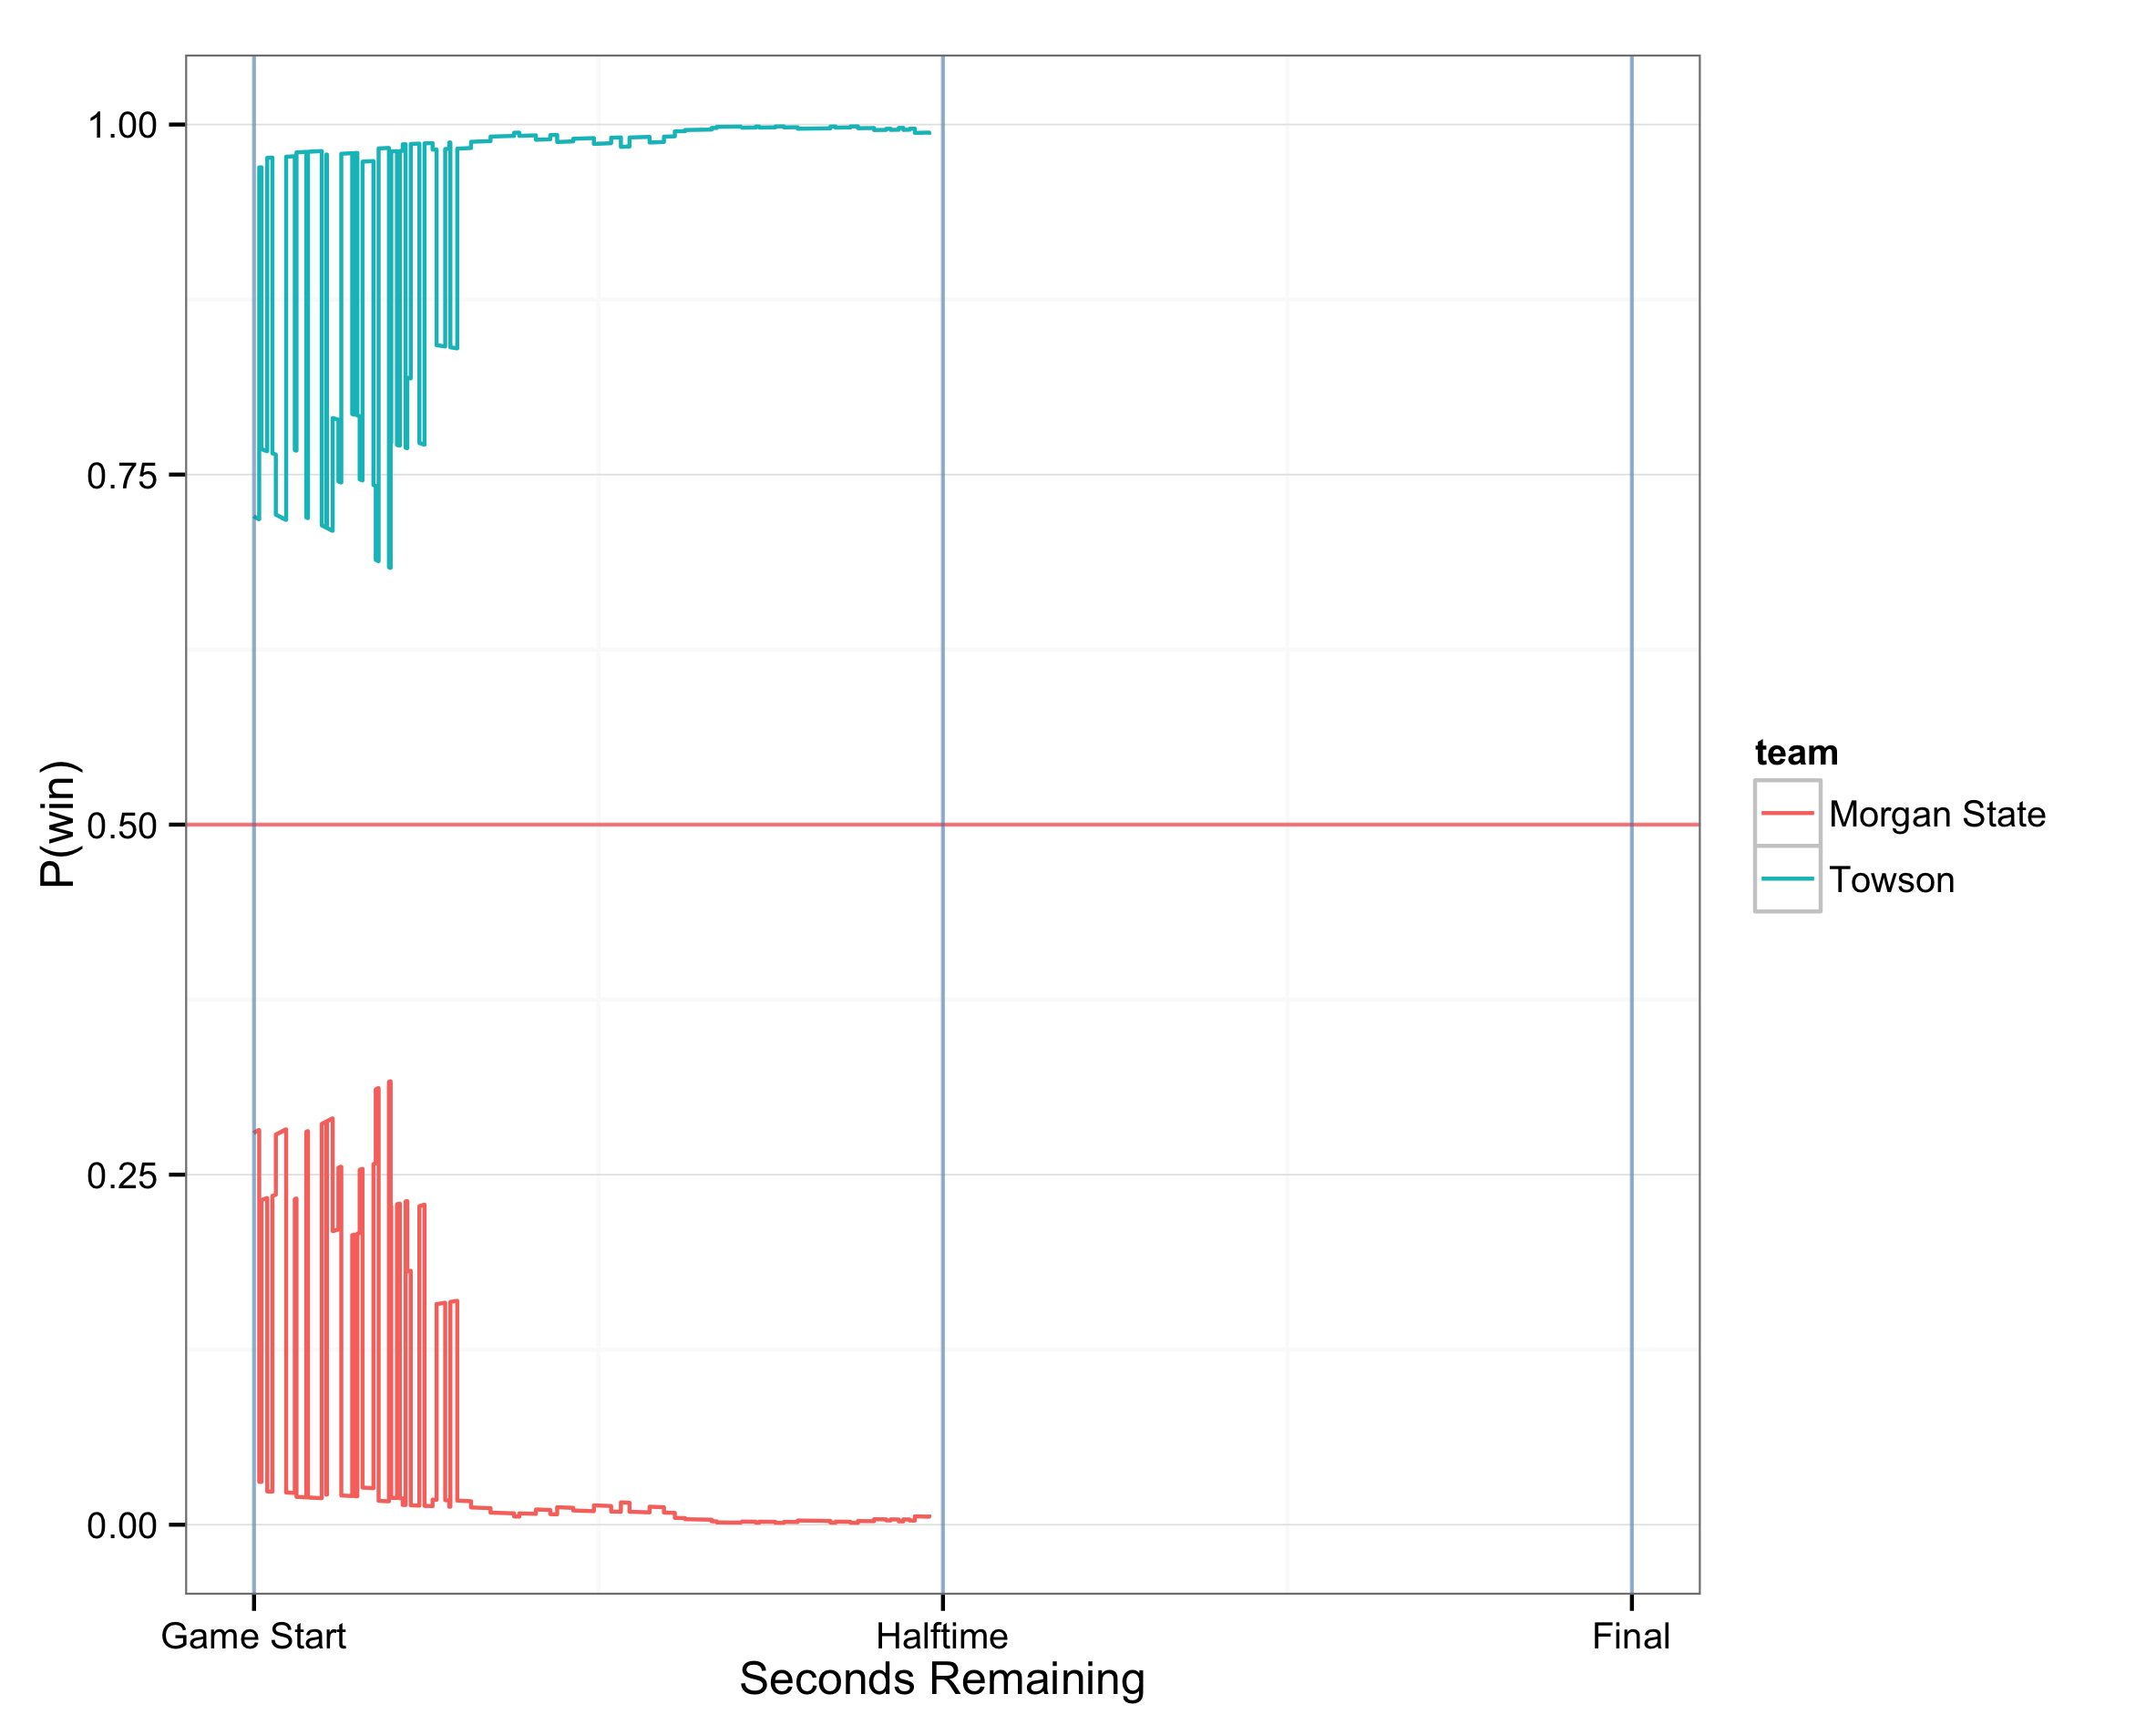 P(win)
1.00
0.75
0.50
0.25
0.00
Game Start
Halftime
Final
Seconds Remaining
team
Morgan State
Towson